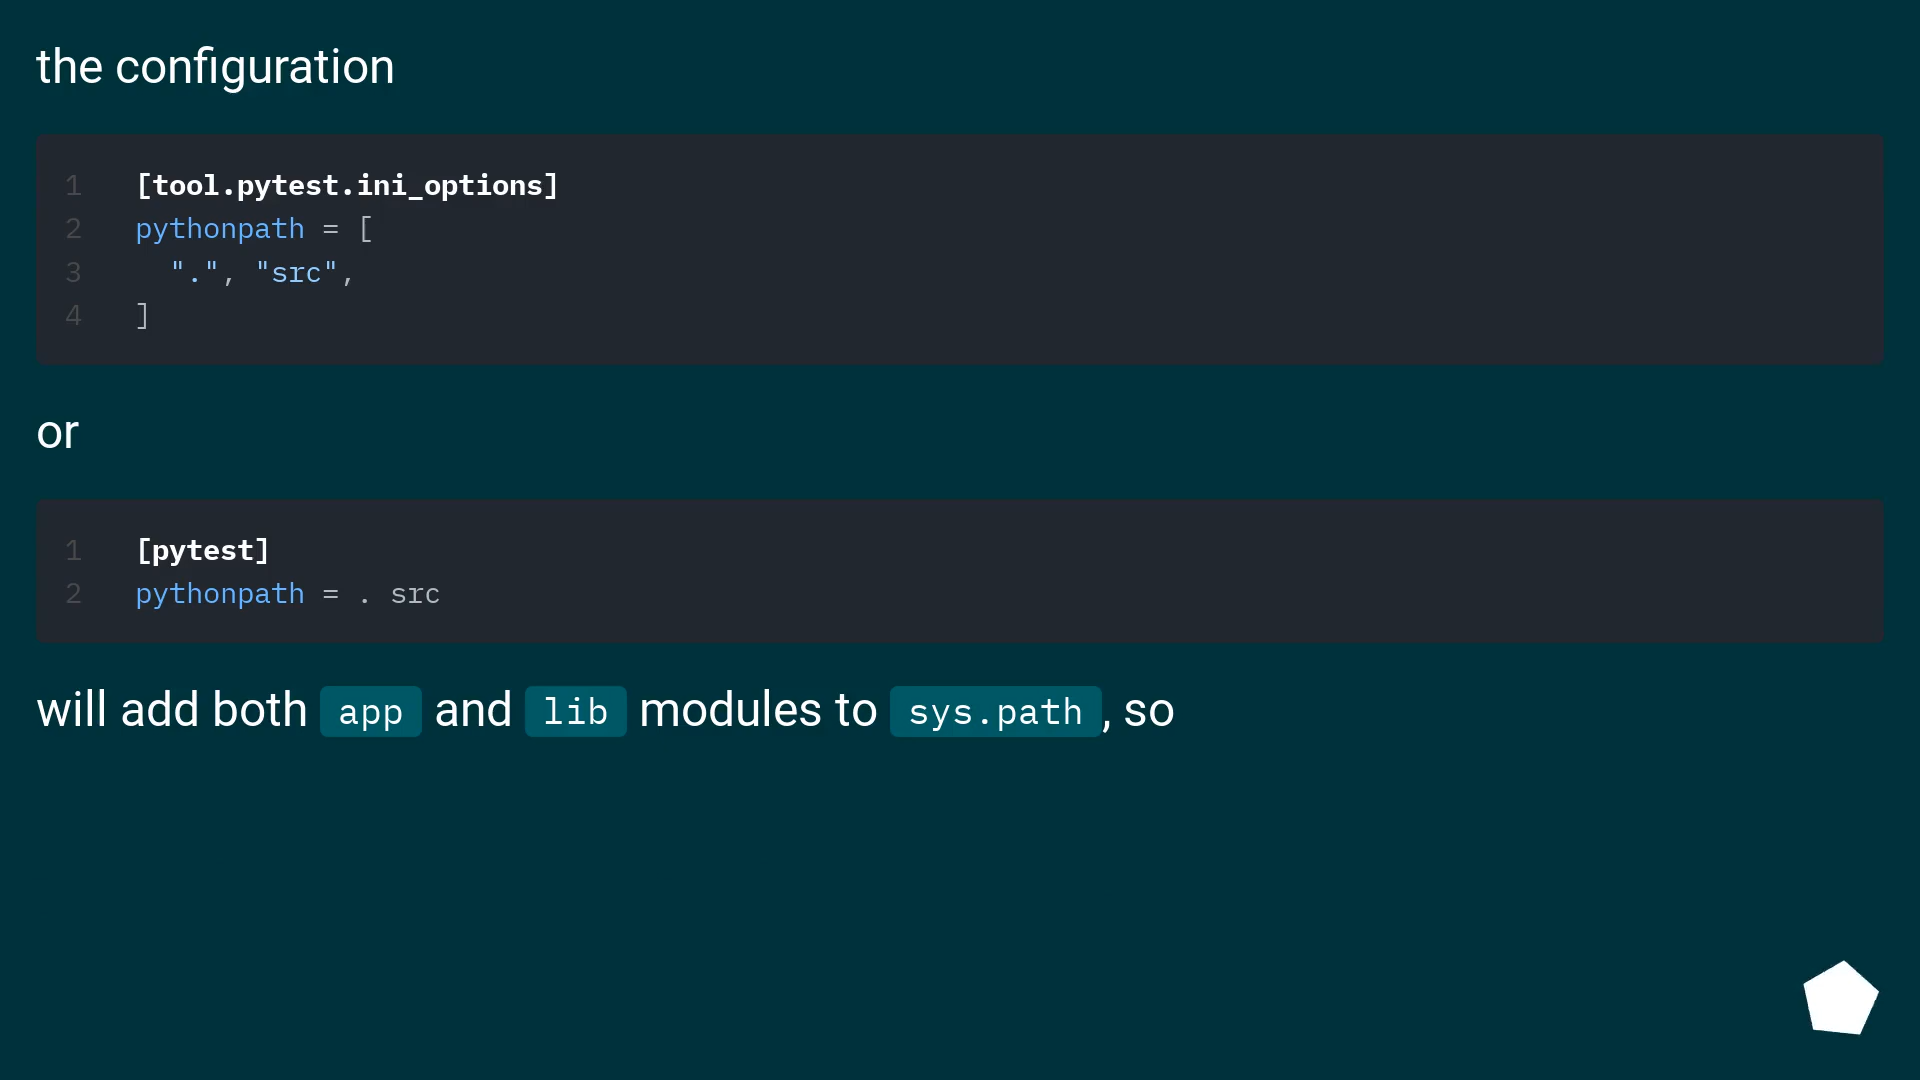 the configuration
1 [tool.pytest.ini_options]
2 pythonpath = [
3   ".", "src",
4 ]
or
1 [pytest]
2 pythonpath = . src
will add both app and lib modules to sys.path, so